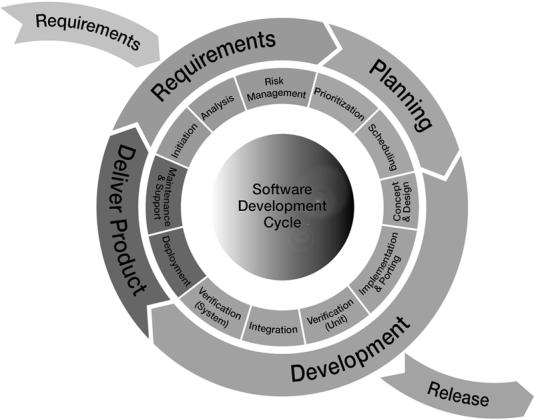 Requirements
Requirements
Planning
Development
Deliver Product
Release
Initiation
Analysis
Risk
Management
Prioritization
Scheduling
Concept
& Design
Implementation
& Porting
Verification
(Unit)
Integration
Verification
(System)
Deployment
Maintenance
& Support
Software
Development
Cycle